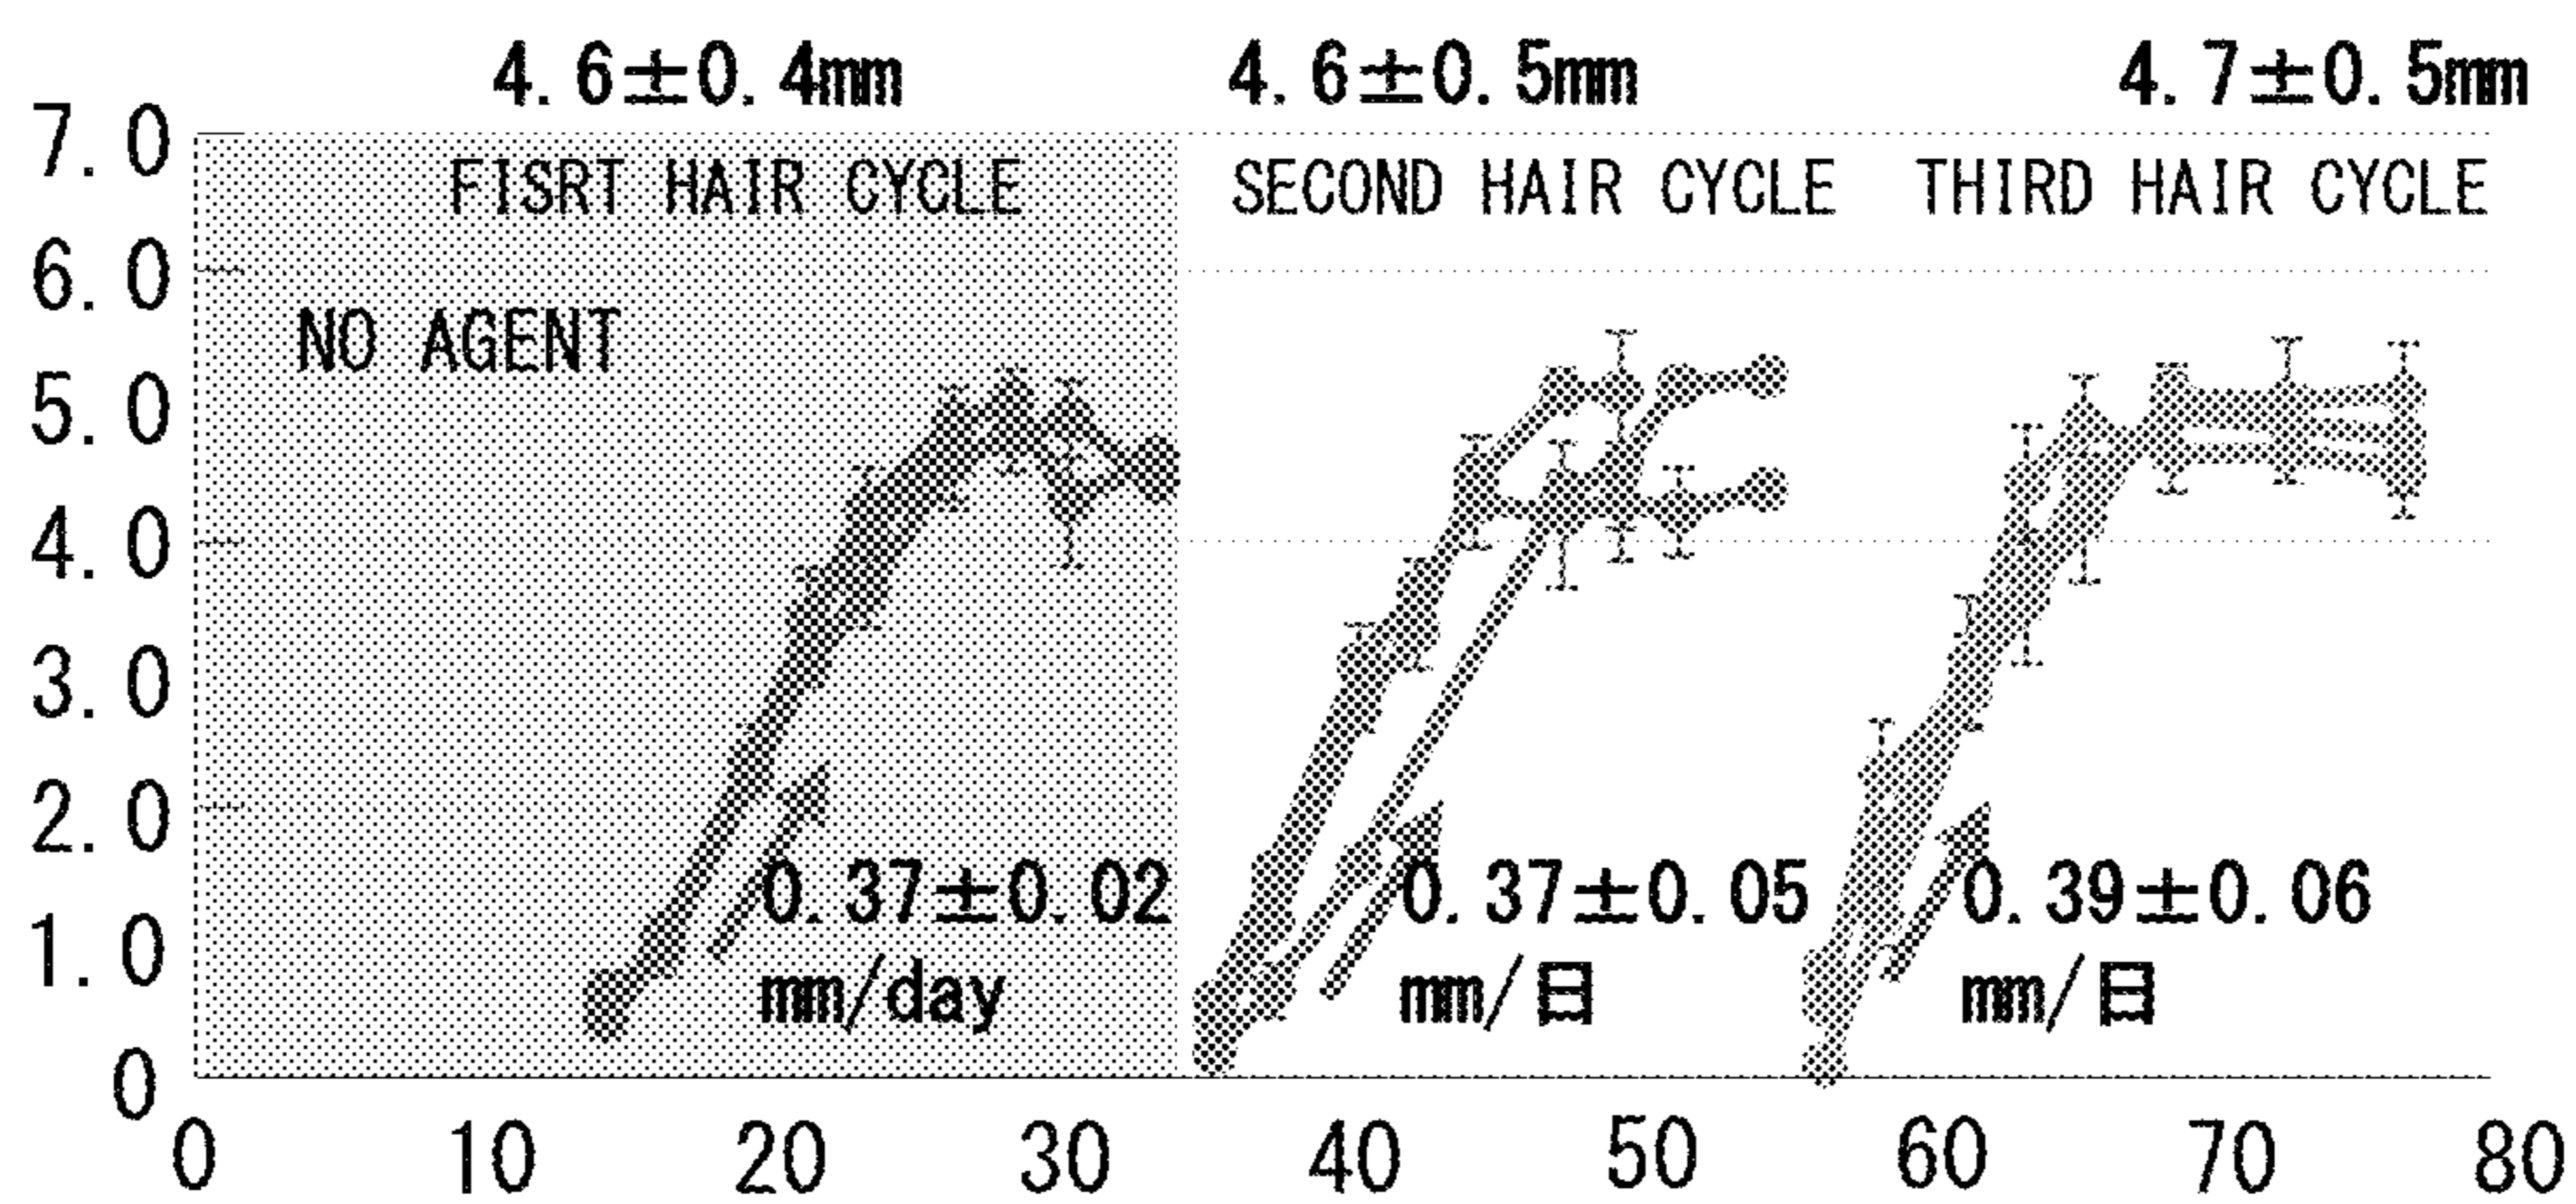 4.6±0.4mm 4.6±0.5mm 4.7±0.5mm
7.0
FISRT HAIR CYCLE SECOND HAIR CYCLE THIRD HAIR CYCLE
6.0
NO AGENT
5.0
4.0
3.0
2.0
0.37±0.02 0.37±0.05 0.39±0.06
1.0
mm/day mm/日 mm/日
0
0 10 20 30 40 50 60 70 80